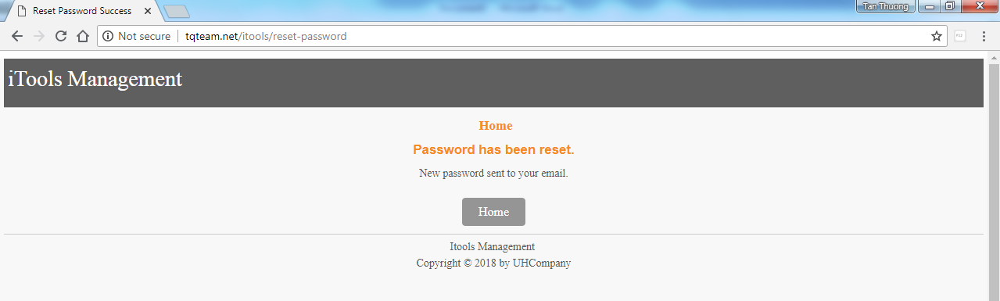 Reset Password Success
Tan Thuong
Not secure
tqteam.net/itools/reset-password
iTools Management
Home
Password has been reset.
New password sent to your email.
Home
Itools Management
Copyright © 2018 by UHCompany